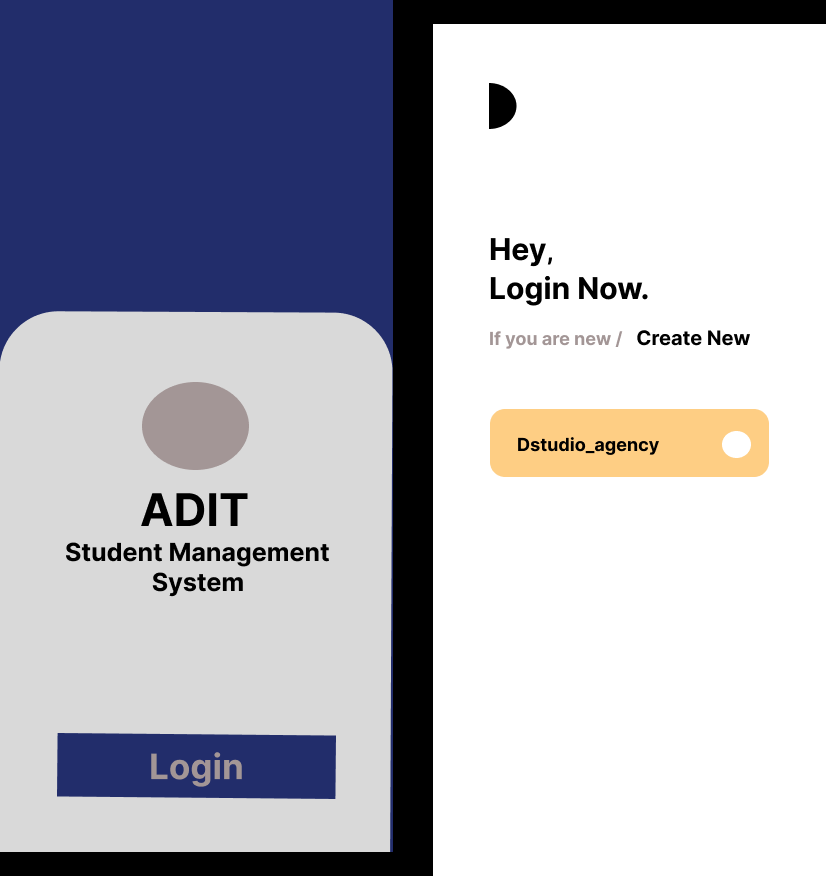 ADIT
Student Management
System
Login
Hey,
Login Now.
If you are new / Create New
Dstudio_agency